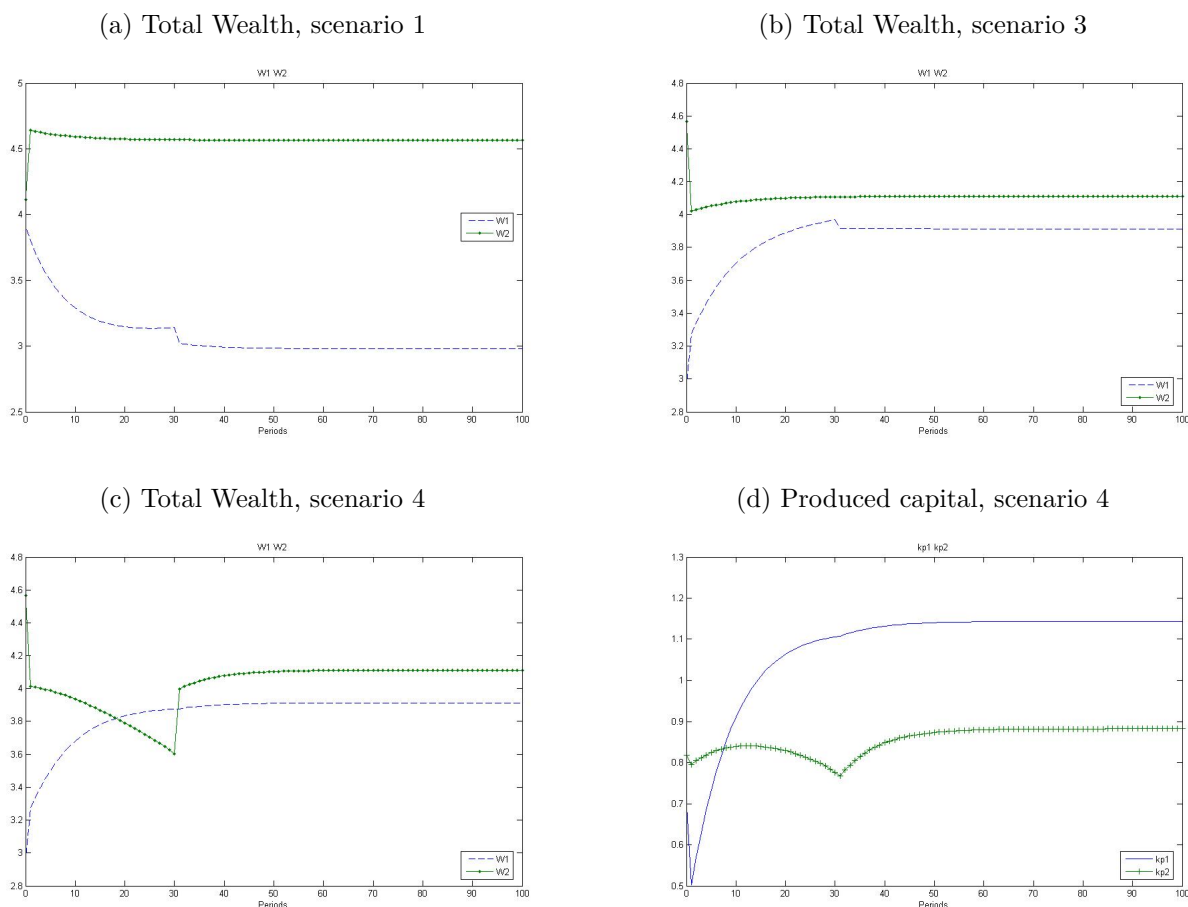 (a) Total Wealth, scenario 1
(b) Total Wealth, scenario 3
W1 W2
5
4.5
4
3.5
3
2.5
0 10 20 30 40 50 60 70 80 90 100
Periods
W1
W2
W1 W2
4.8
4.6
4.4
4.2
4
3.8
3.6
3.4
3.2
3
2.8
0 10 20 30 40 50 60 70 80 90 100
Periods
W1
W2
(c) Total Wealth, scenario 4
(d) Produced capital, scenario 4
W1 W2
4.8
4.6
4.4
4.2
4
3.8
3.6
3.4
3.2
3
2.8
0 10 20 30 40 50 60 70 80 90 100
Periods
W1
W2
kp1 kp2
1.3
1.2
1.1
1
0.9
0.8
0.7
0.6
0.5
0 10 20 30 40 50 60 70 80 90 100
Periods
kp1
kp2